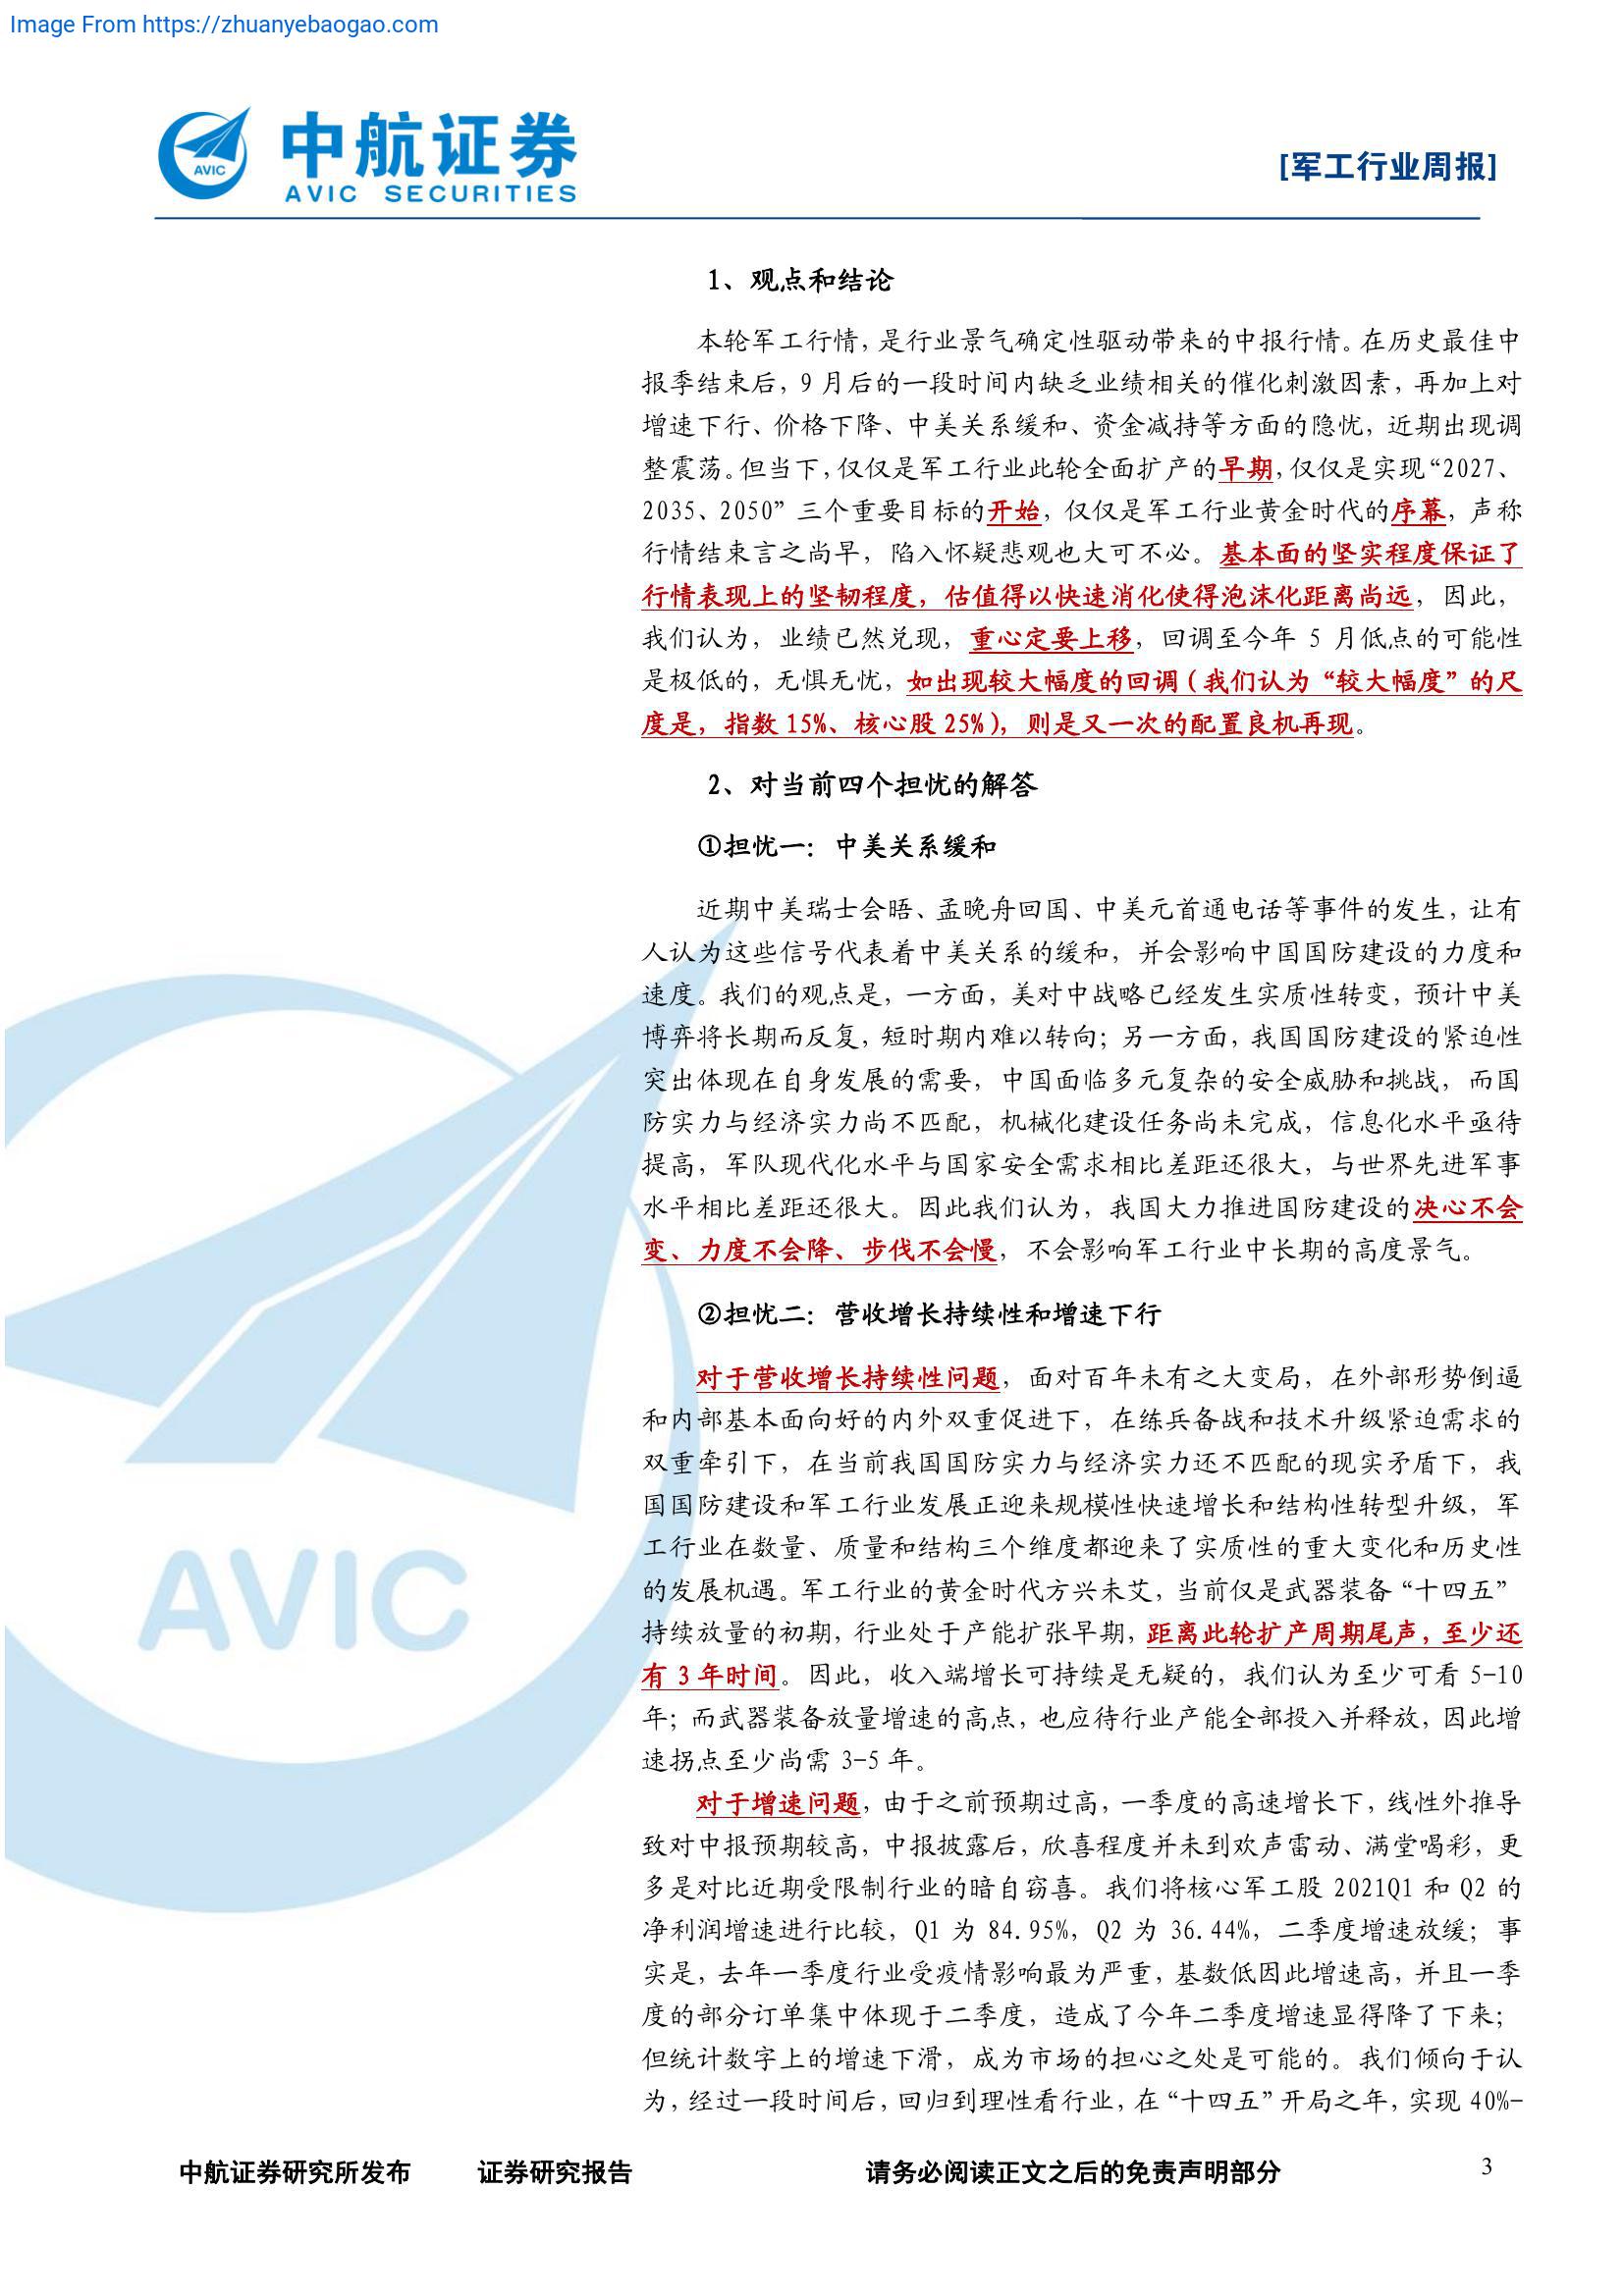 Image From https://zhuanyebaogao.com
AVIC
中航证券
AVIC SECURITIES
[军工行业周报]
1、观点和结论
本轮军工行情，是行业景气确定性驱动带来的中报行情。在历史最佳中
报季结束后，9 月后的一段时间内缺乏业绩相关的催化刺激因素，再加上对
增速下行、价格下降、中美关系缓和、资金减持等方面的隐忧，近期出现调
整震荡。但当下，仅仅是军工行业此轮全面扩产的早期，仅仅是实现“2027、
2035、2050”三个重要目标的开始，仅仅是军工行业黄金时代的序幕，声称
行情结束言之尚早，陷入怀疑悲观也大可不必。基本面的坚实程度保证了
行情表现上的坚韧程度，估值得以快速消化使得泡沫化距离尚远，因此，
我们认为，业绩已然兑现，重心定要上移，回调至今年 5 月低点的可能性
是极低的，无惧无忧，如出现较大幅度的回调（我们认为“较大幅度”的尺
度是，指数 15%、核心股 25%），则是又一次的配置良机再现。
2、对当前四个担忧的解答
①担忧一：中美关系缓和
近期中美瑞士会晤、孟晚舟回国、中美元首通电话等事件的发生，让有
人认为这些信号代表着中美关系的缓和，并会影响中国国防建设的力度和
速度。我们的观点是，一方面，美对中战略已经发生实质性转变，预计中美
博弈将长期而反复，短时期内难以转向；另一方面，我国国防建设的紧迫性
突出体现在自身发展的需要，中国面临多元复杂的安全威胁和挑战，而国
防实力与经济实力尚不匹配，机械化建设任务尚未完成，信息化水平亟待
提高，军队现代化水平与国家安全需求相比差距还很大，与世界先进军事
水平相比差距还很大。因此我们认为，我国大力推进国防建设的决心不会
变、力度不会降、步伐不会慢，不会影响军工行业中长期的高度景气。
②担忧二：营收增长持续性和增速下行
对于营收增长持续性问题，面对百年未有之大变局，在外部形势倒逼
和内部基本面向好的内外双重促进下，在练兵备战和技术升级紧迫需求的
双重牵引下，在当前我国国防实力与经济实力还不匹配的现实矛盾下，我
国国防建设和军工行业发展正迎来规模性快速增长和结构性转型升级，军
工行业在数量、质量和结构三个维度都迎来了实质性的重大变化和历史性
的发展机遇。军工行业的黄金时代方兴未艾，当前仅是武器装备“十四五”
持续放量的初期，行业处于产能扩张早期，距离此轮扩产周期尾声，至少还
有 3 年时间。因此，收入端增长可持续是无疑的，我们认为至少可看 5-10
年；而武器装备放量增速的高点，也应待行业产能全部投入并释放，因此增
速拐点至少尚需 3-5 年。
对于增速问题，由于之前预期过高，一季度的高速增长下，线性外推导
致对中报预期较高，中报披露后，欣喜程度并未到欢声雷动、满堂喝彩，更
多是对比近期受限制行业的暗自窃喜。我们将核心军工股 2021Q1 和 Q2 的
净利润增速进行比较，Q1 为 84.95%，Q2 为 36.44%，二季度增速放缓；事
实是，去年一季度行业受疫情影响最为严重，基数低因此增速高，并且一季
度的部分订单集中体现于二季度，造成了今年二季度增速显得降了下来；
但统计数字上的增速下滑，成为市场的担心之处是可能的。我们倾向于认
为，经过一段时间后，回归到理性看行业，在“十四五”开局之年，实现 40%-
AVIC
中航证券研究所发布 证券研究报告 请务必阅读正文之后的免责声明部分 3